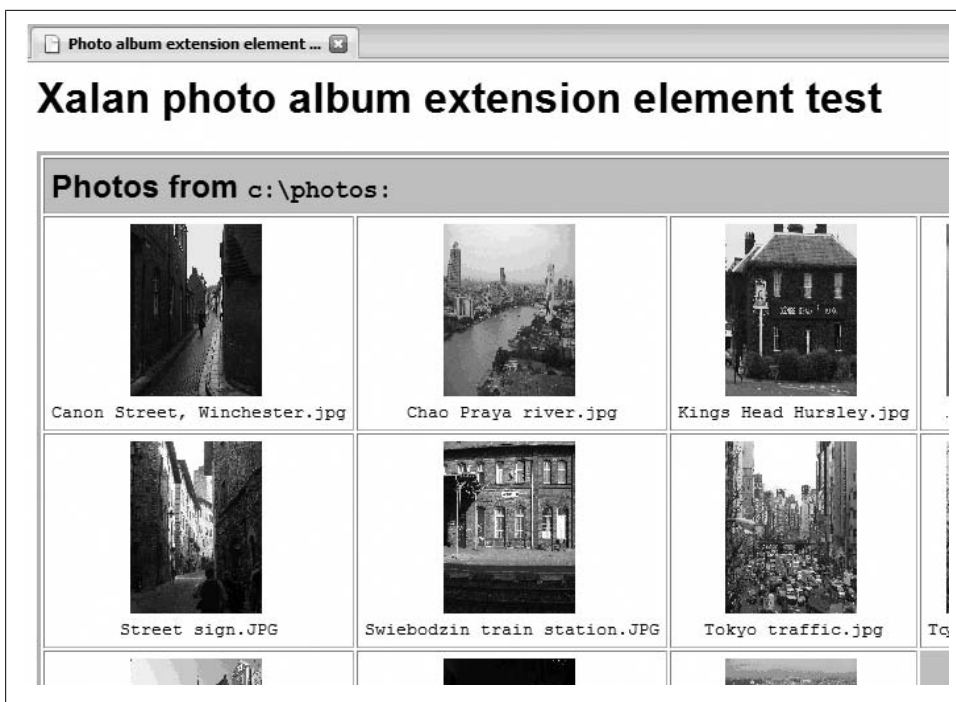 Photo album extension element ...
Xalan photo album extension element test
Photos from c:\photos:
Canon Street, Winchester.jpg
Chao Praya river.jpg
Kings Head Hursley.jpg
Street sign.JPG
Swiebodzin train station.JPG
Tokyo traffic.jpg